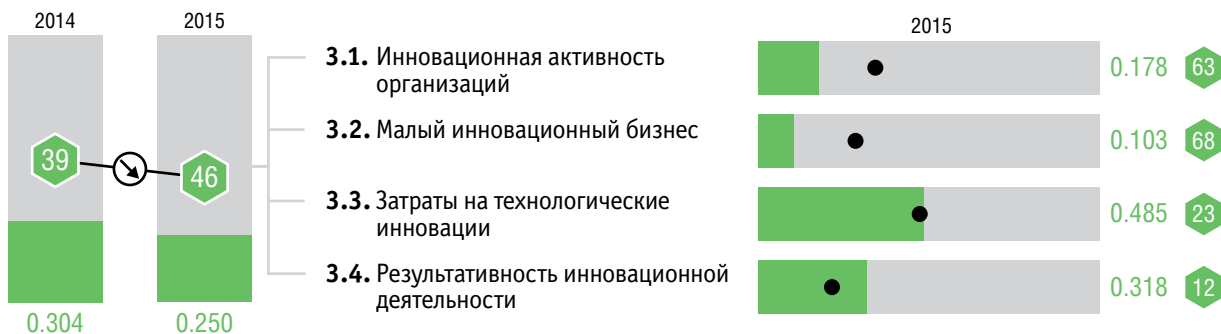 2014 2015 2015
3.1. Инновационная активность
организаций
0.178 63
3.2. Малый инновационный бизнес
0.103 68
39
46
3.3. Затраты на технологические
инновации
0.485 23
3.4. Результативность инновационной
деятельности
0.318 12
0.304 0.250